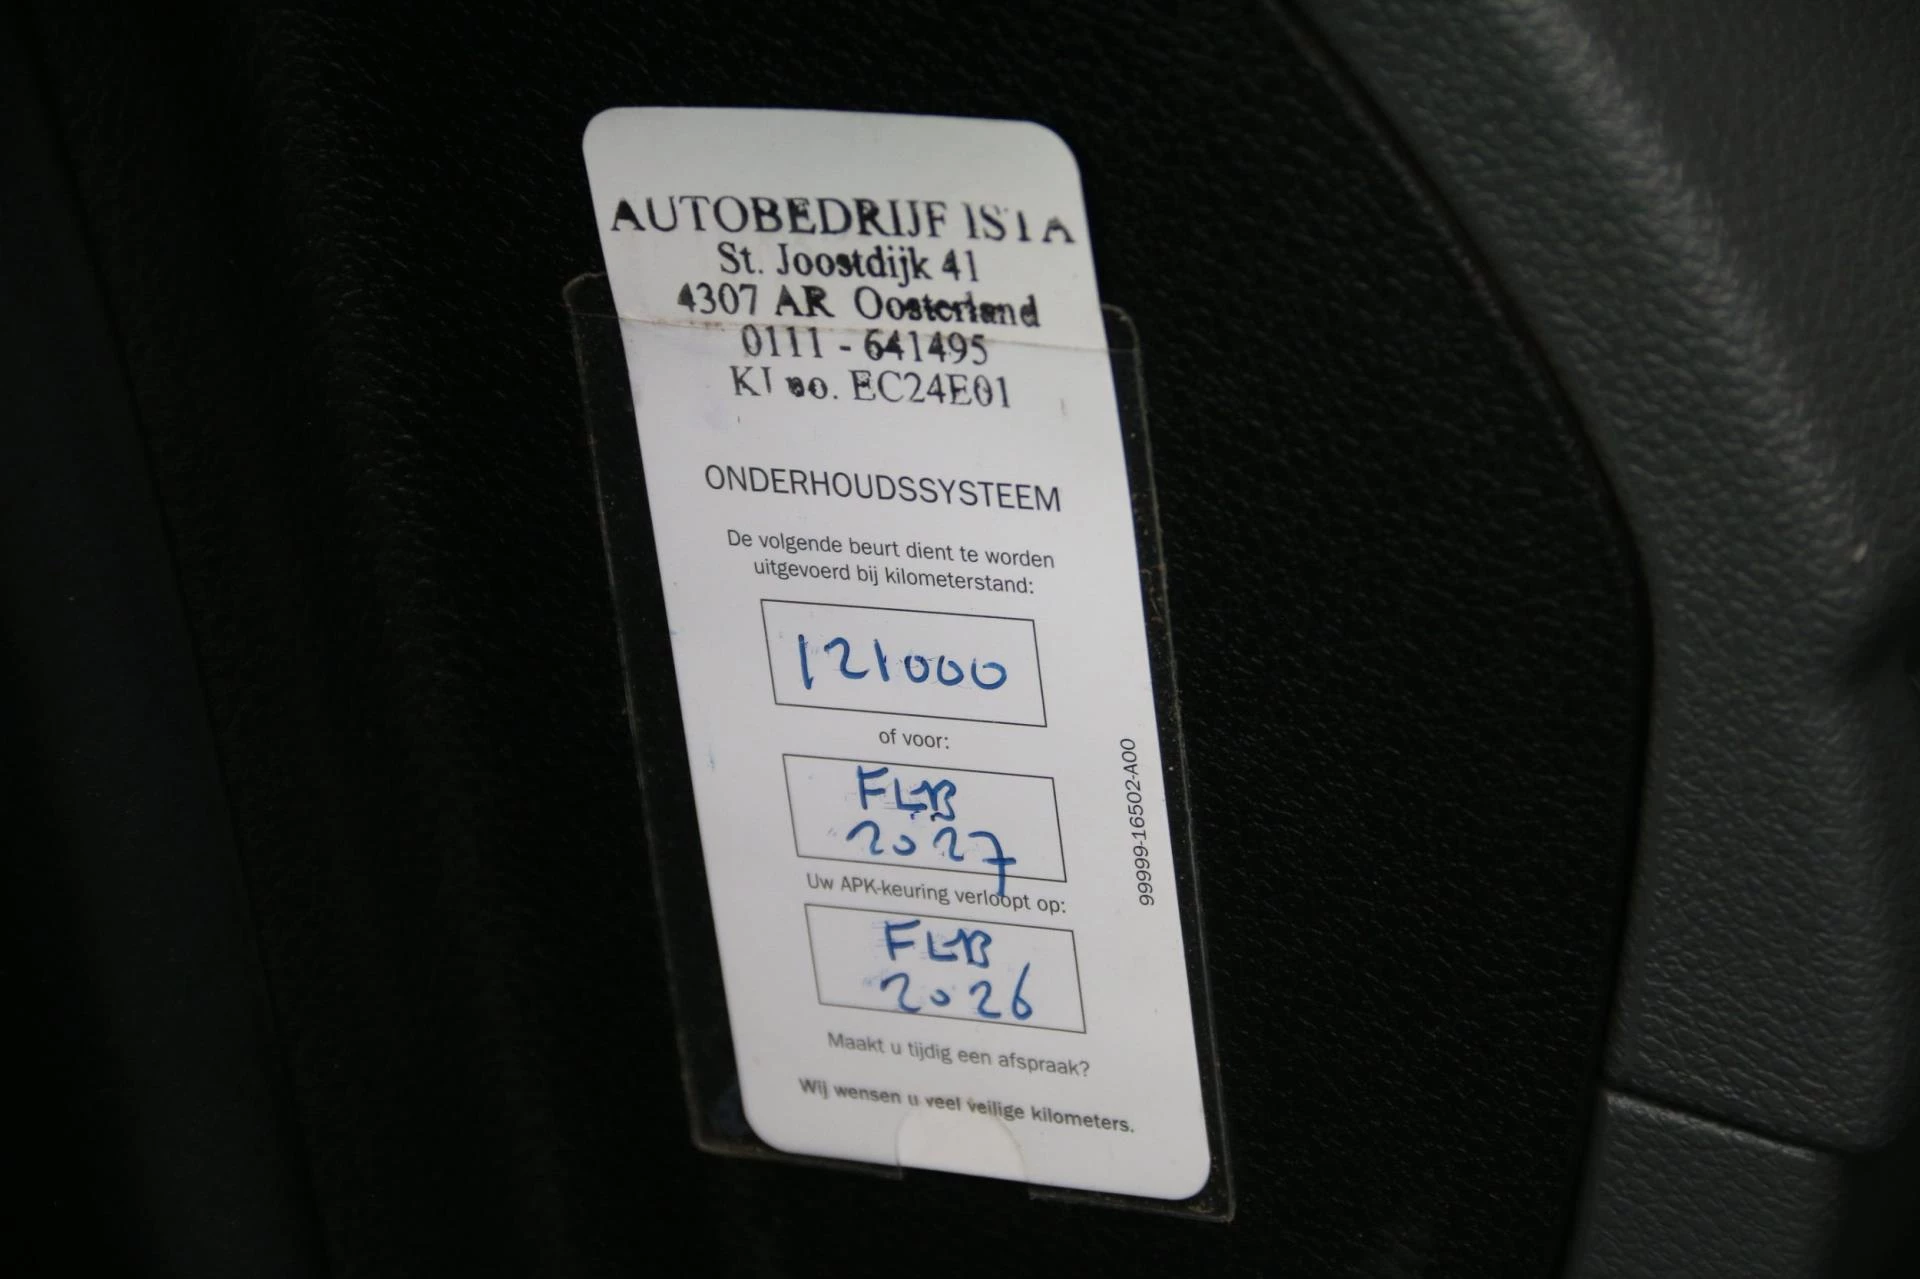 AUTOBEDRIJF ISTA
St. Joostdijk 41
4307 AR Oosterland
0111 - 641495
KI no. EC24E01
ONDERHOUDSSYSTEEM
De volgende beurt dient te worden
uitgevoerd bij kilometerstand:
121000
of voor:
FEB
2027
Uw APK-keuring verloopt op:
FEB
2026
Maakt u tijdig een afspraak?
Wij wensen u veel veilige kilometers.
99999-16502-A00